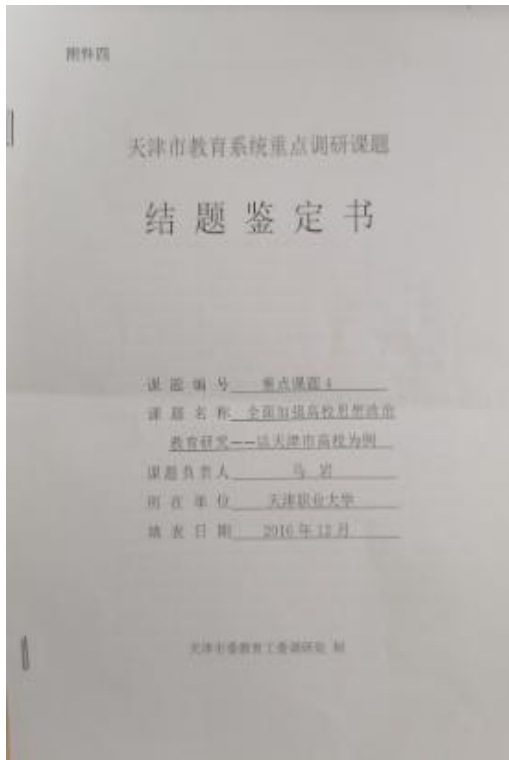 附件四
天津市教育系统重点调研课题
结题鉴定书
课题编号 重点课题4
课题名称 全面加强高校思想政治
教育研究——以天津市高校为例
课题负责人 马 岩
所在单位 天津职业大学
填表日期 2016年12月
天津市委教育工委调研室 制